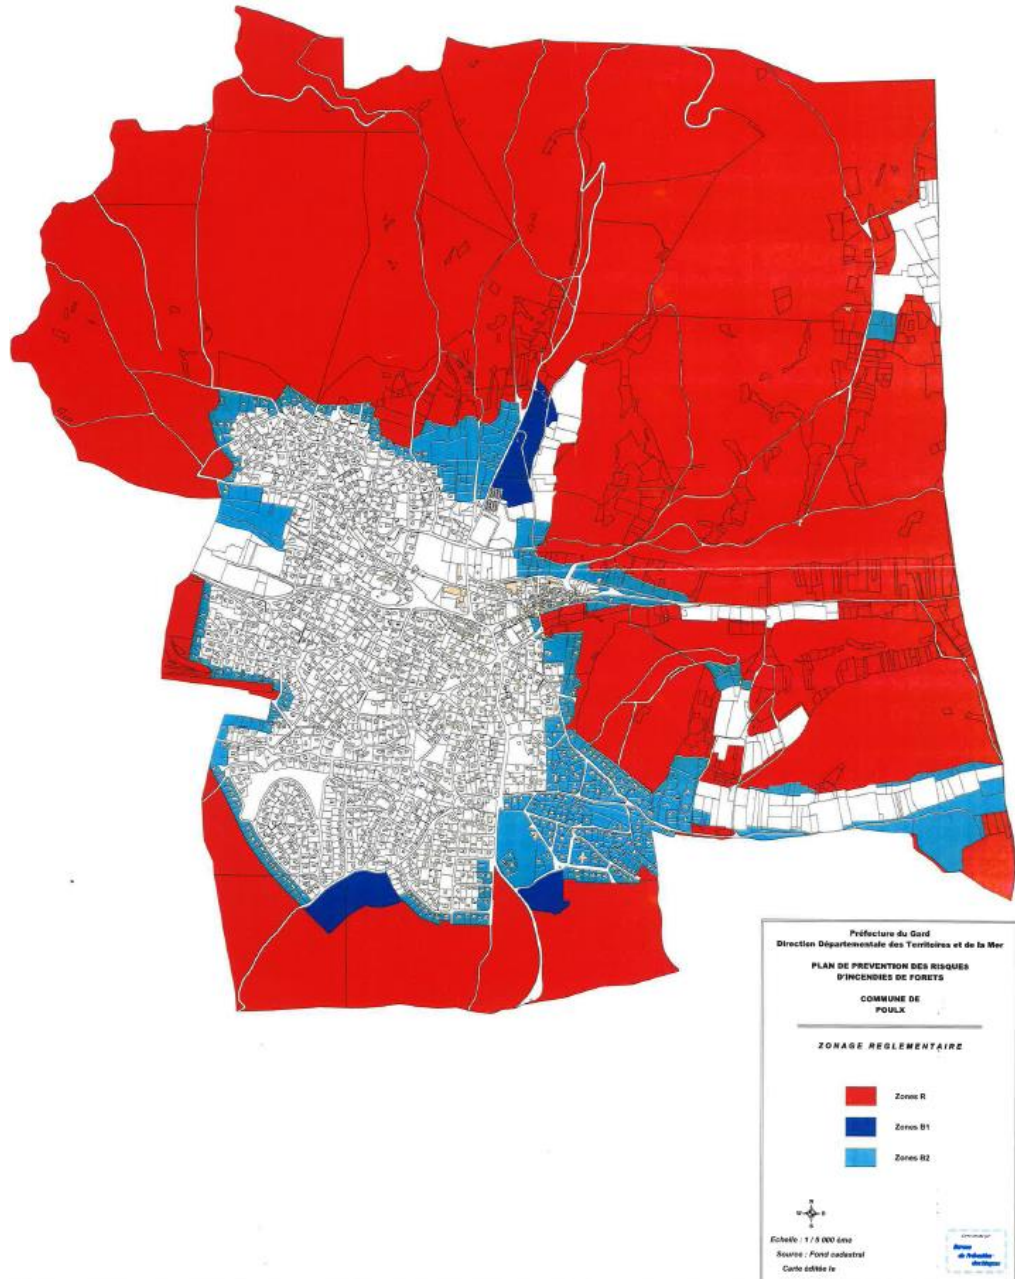 Préfecture du Gard
Direction Départementale des Territoires et de la Mer
PLAN DE PREVENTION DES RISQUES
D'INCENDIES DE FORETS
COMMUNE DE
POULX
ZONAGE REGLEMENTAIRE
Zones R
Zones B1
Zones B2
N
W E
S
Echelle : 1 / 5 000 ème
Source : Fond cadastral
Carte éditée le